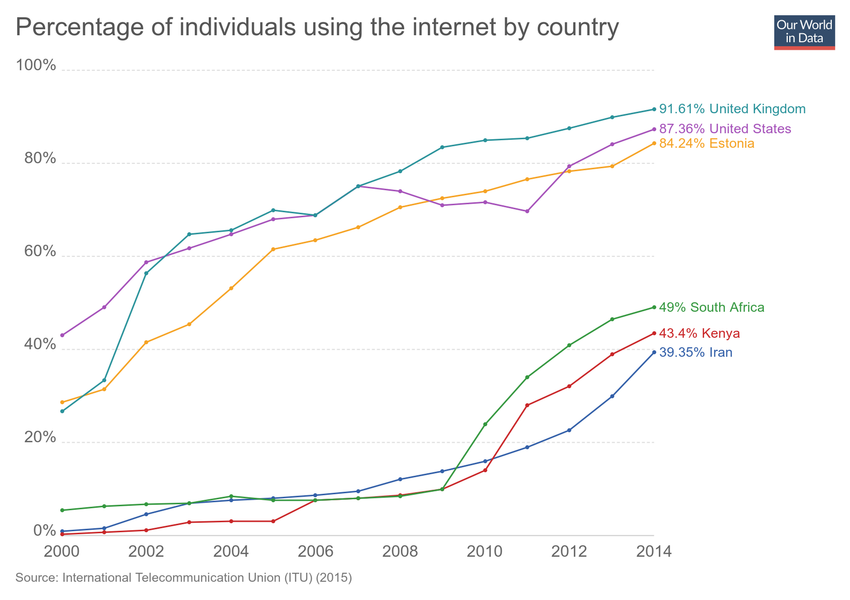 Percentage of individuals using the internet by country
Our World
in Data
100%
80%
60%
40%
20%
0%
91.61% United Kingdom
87.36% United States
84.24% Estonia
49% South Africa
43.4% Kenya
39.35% Iran
2000 2002 2004 2006 2008 2010 2012 2014
Source: International Telecommunication Union (ITU) (2015)